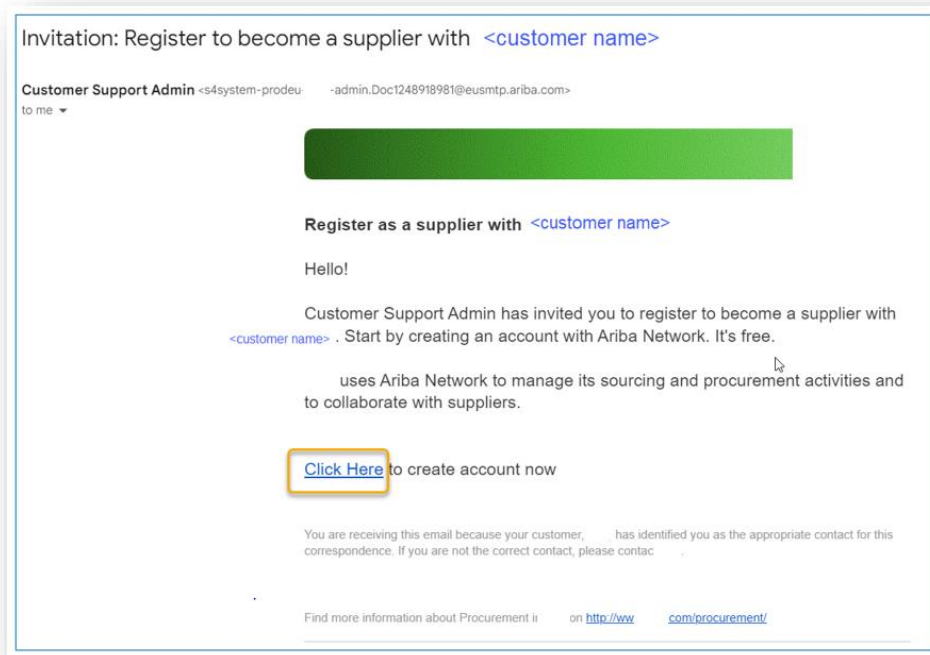 Invitation: Register to become a supplier with <customer name>
Customer Support Admin <s4system-prodeu- -admin.Doc1248918981@eusmtp.ariba.com>
to me
Register as a supplier with <customer name>
Hello!
Customer Support Admin has invited you to register to become a supplier with
<customer name> . Start by creating an account with Ariba Network. It's free.
uses Ariba Network to manage its sourcing and procurement activities and
to collaborate with suppliers.
Click Here to create account now
You are receiving this email because your customer, has identified you as the appropriate contact for this
correspondence. If you are not the correct contact, please contac .
Find more information about Procurement i on http://ww com/procurement/